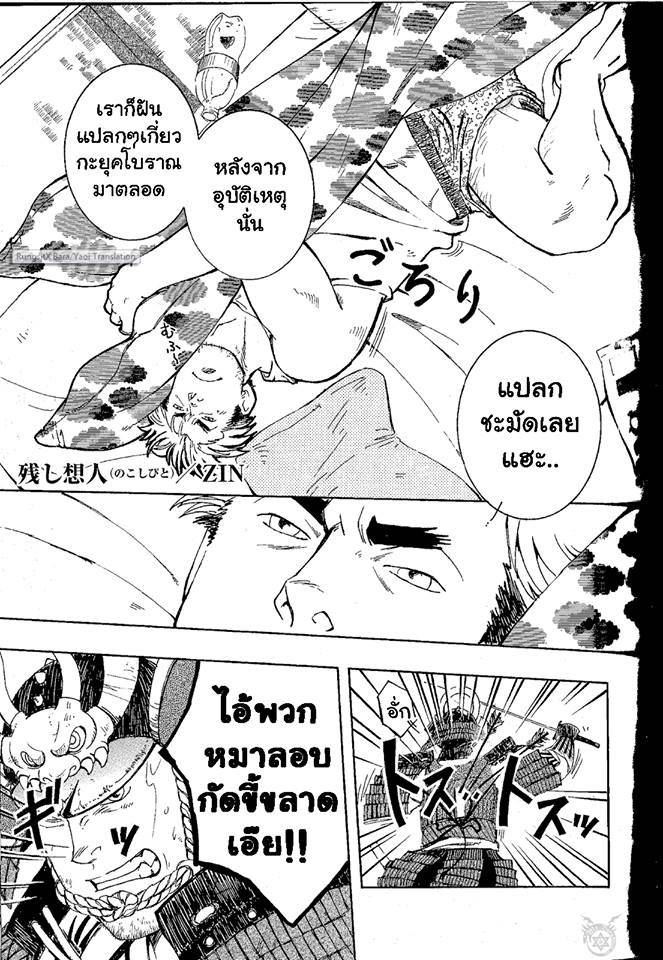 หลังจาก
อุบัติเหตุ
นั่น
เราก็ฝัน
แปลกๆเกี่ยว
กะยุคโบราณ
มาตลอด
Rungsit Bara/Yaoi Translation
ごろり
むふ
แปลก
ชะมัดเลย
แฮะ..
残し想人(のこしびと)/ZIN
อั่ก
トスッ…
トスッ
ไอ้พวก
หมาลอบ
กัดขี้ขลาด
เอ๊ย!!
ギッ